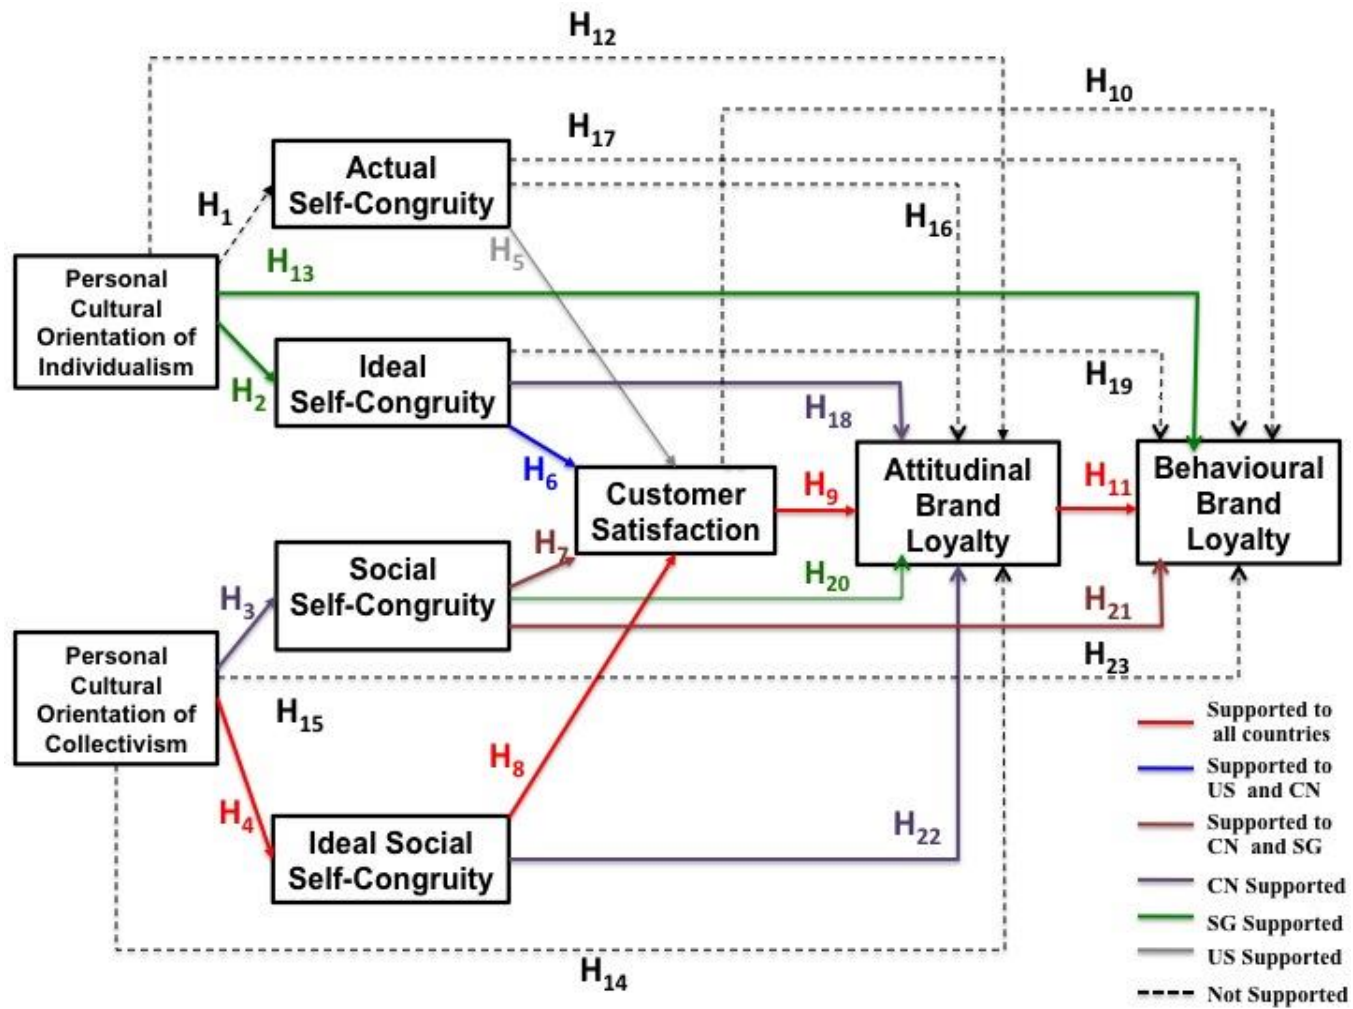 H12
H10
H17
Actual
Self-Congruity
H1
H16
H5
H13
Personal
Cultural
Orientation of
Individualism
Ideal
Self-Congruity
H2
H19
H18
H6
Customer
Satisfaction
H9
Attitudinal
Brand
Loyalty
H11
Behavioural
Brand
Loyalty
H7
Social
Self-Congruity
H20
H3
H21
H23
Personal
Cultural
Orientation of
Collectivism
H15
H8
H4
H22
Ideal Social
Self-Congruity
H14
Supported to
all countries
Supported to
US and CN
Supported to
CN and SG
CN Supported
SG Supported
US Supported
Not Supported